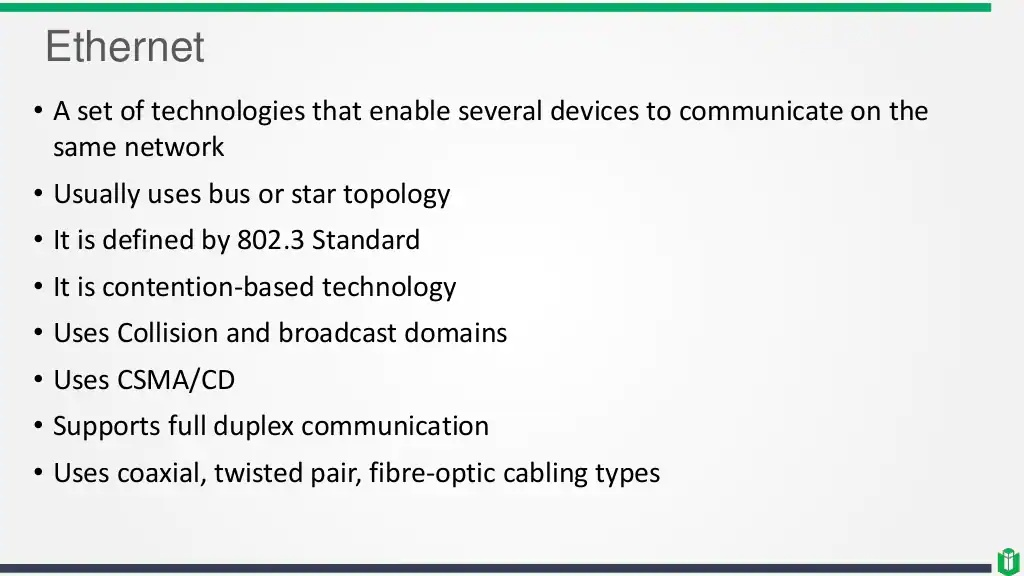 Ethernet
• A set of technologies that enable several devices to communicate on the
same network
• Usually uses bus or star topology
• It is defined by 802.3 Standard
• It is contention-based technology
• Uses Collision and broadcast domains
• Uses CSMA/CD
• Supports full duplex communication
• Uses coaxial, twisted pair, fibre-optic cabling types